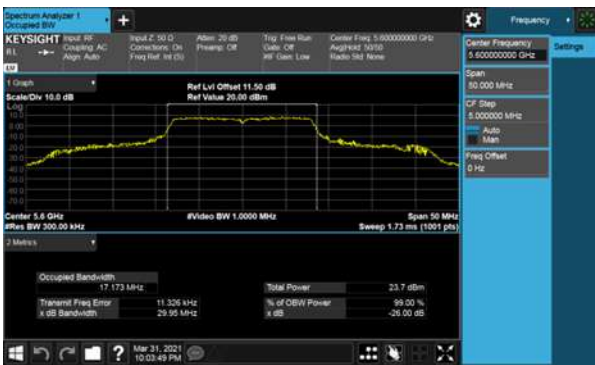 Spectrum Analyzer 1
Occupied BW
+
Frequency
KEYSIGHT
R L
Input: RF
Coupling: AC
Align: Auto
Input Z: 50 Ω
Corrections: On
Freq Ref: Int (S)
Atten: 20 dB
Preamp: Off
Trig: Free Run
Gate: Off
#IF Gain: Low
Center Freq: 5.600000000 GHz
Avg|Hold: 50/50
Radio Std: None
Center Frequency
5.600000000 GHz
Settings
Span
50.000 MHz
CF Step
5.000000 MHz
Auto
Man
Freq Offset
0 Hz
1 Graph
Scale/Div 10.0 dB
Ref Lvl Offset 11.50 dB
Ref Value 20.00 dBm
Log
10.0
0.00
-10.0
-20.0
-30.0
-40.0
-50.0
-60.0
-70.0
Center 5.6 GHz
#Res BW 300.00 kHz
#Video BW 1.0000 MHz
Span 50 MHz
Sweep 1.73 ms (1001 pts)
2 Metrics
Occupied Bandwidth
17.173 MHz
Total Power 23.7 dBm
Transmit Freq Error 11.326 kHz
% of OBW Power 99.00 %
x dB Bandwidth 29.95 MHz
x dB -26.00 dB
?
Mar 31, 2021
10:03:49 PM